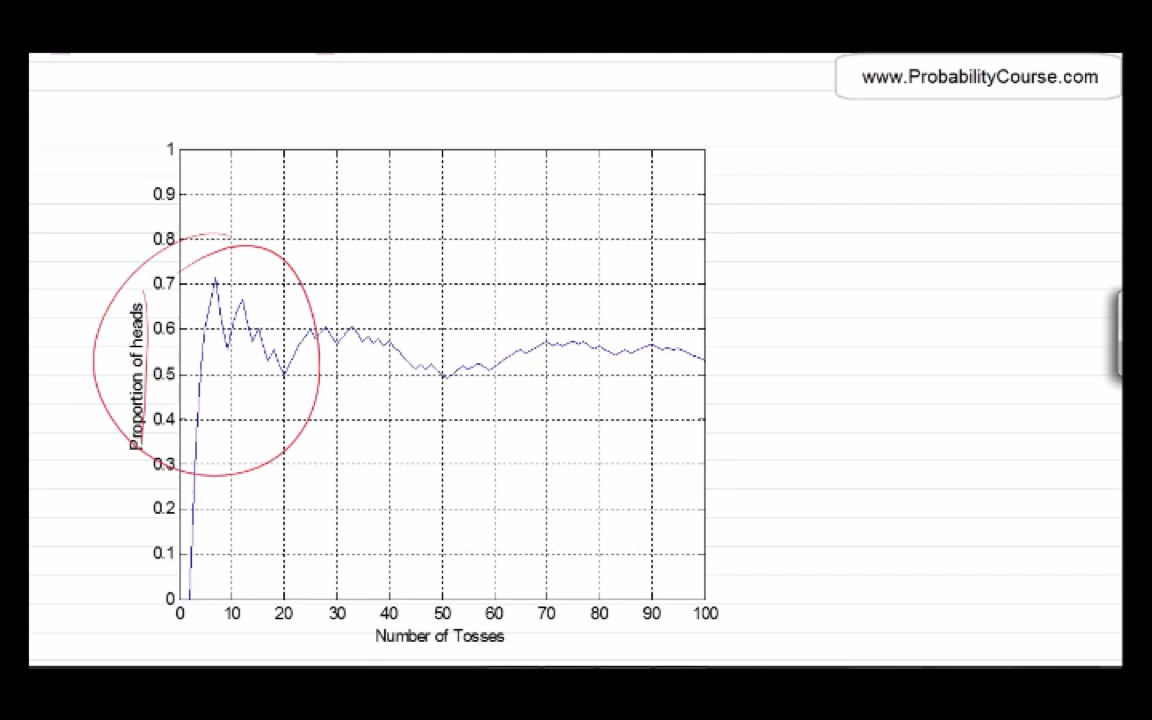 www.ProbabilityCourse.com
1
0.9
0.8
0.7
0.6
0.5
0.4
0.3
0.2
0.1
0
Proportion of heads
0 10 20 30 40 50 60 70 80 90 100
Number of Tosses